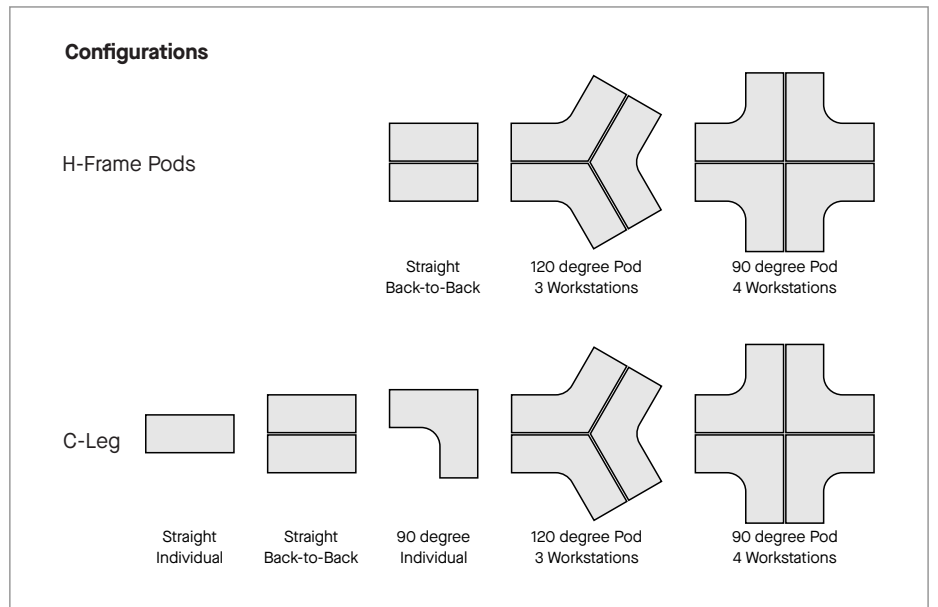 Configurations
H-Frame Pods
Straight
Back-to-Back
120 degree Pod
3 Workstations
90 degree Pod
4 Workstations
C-Leg
Straight
Individual
Straight
Back-to-Back
90 degree
Individual
120 degree Pod
3 Workstations
90 degree Pod
4 Workstations